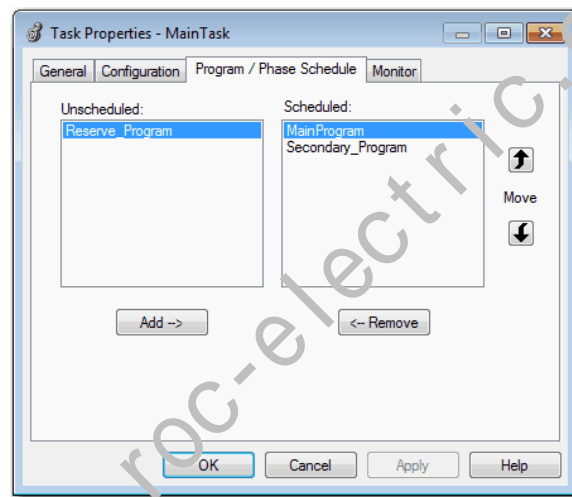 Task Properties - MainTask
General Configuration Program / Phase Schedule Monitor
Unscheduled: Scheduled:
Reserve_Program MainProgram
Secondary_Program
Move
Add --> <-- Remove
OK Cancel Apply Help
roc-electric.